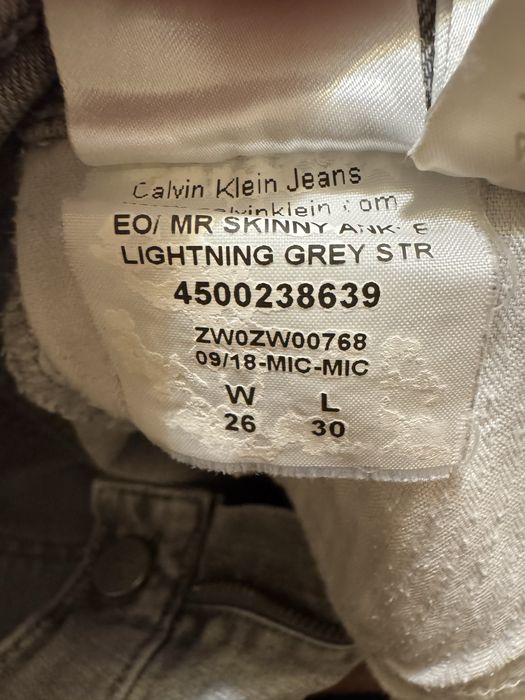 Calvin Klein Jeans
EO/ MR SKINNY
LIGHTNING GREY STR
4500238639
ZW0ZW00768
09/18-MIC-MIC
W L
26 30